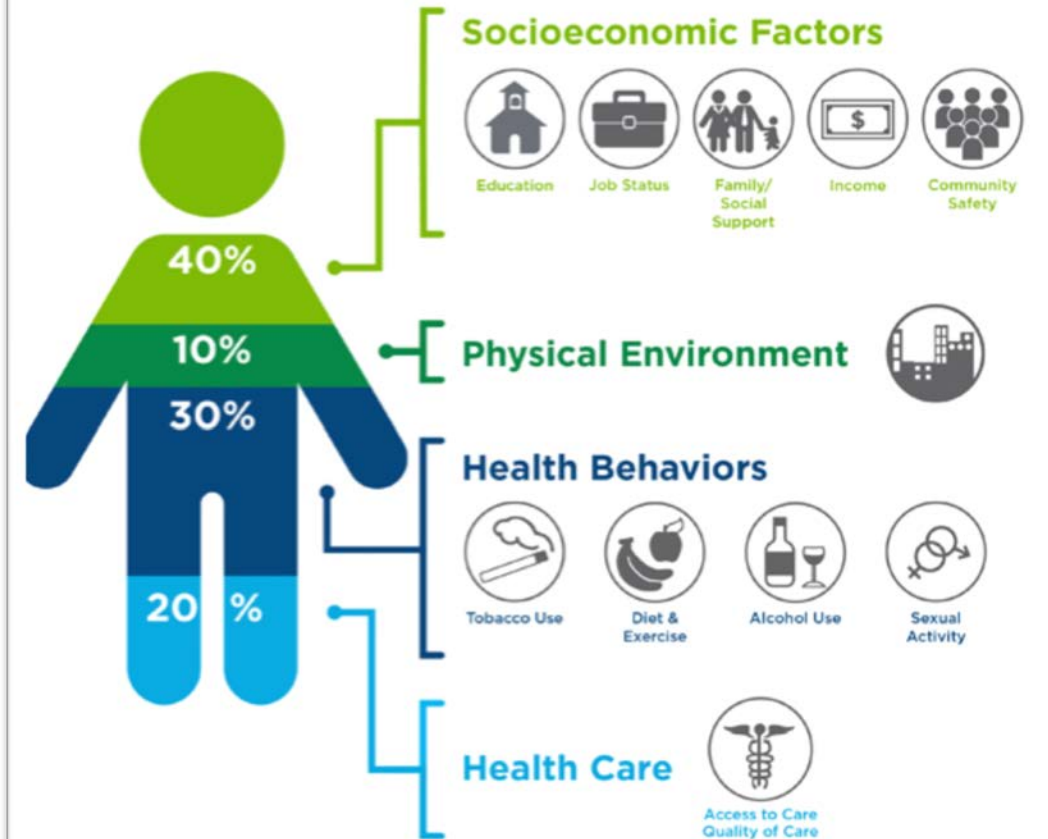 Socioeconomic Factors
$
Education
Job Status
Family/
Social
Support
Income
Community
Safety
40%
10%
Physical Environment
30%
Health Behaviors
Tobacco Use
Diet &
Exercise
Alcohol Use
Sexual
Activity
20 %
Health Care
Access to Care
Quality of Care